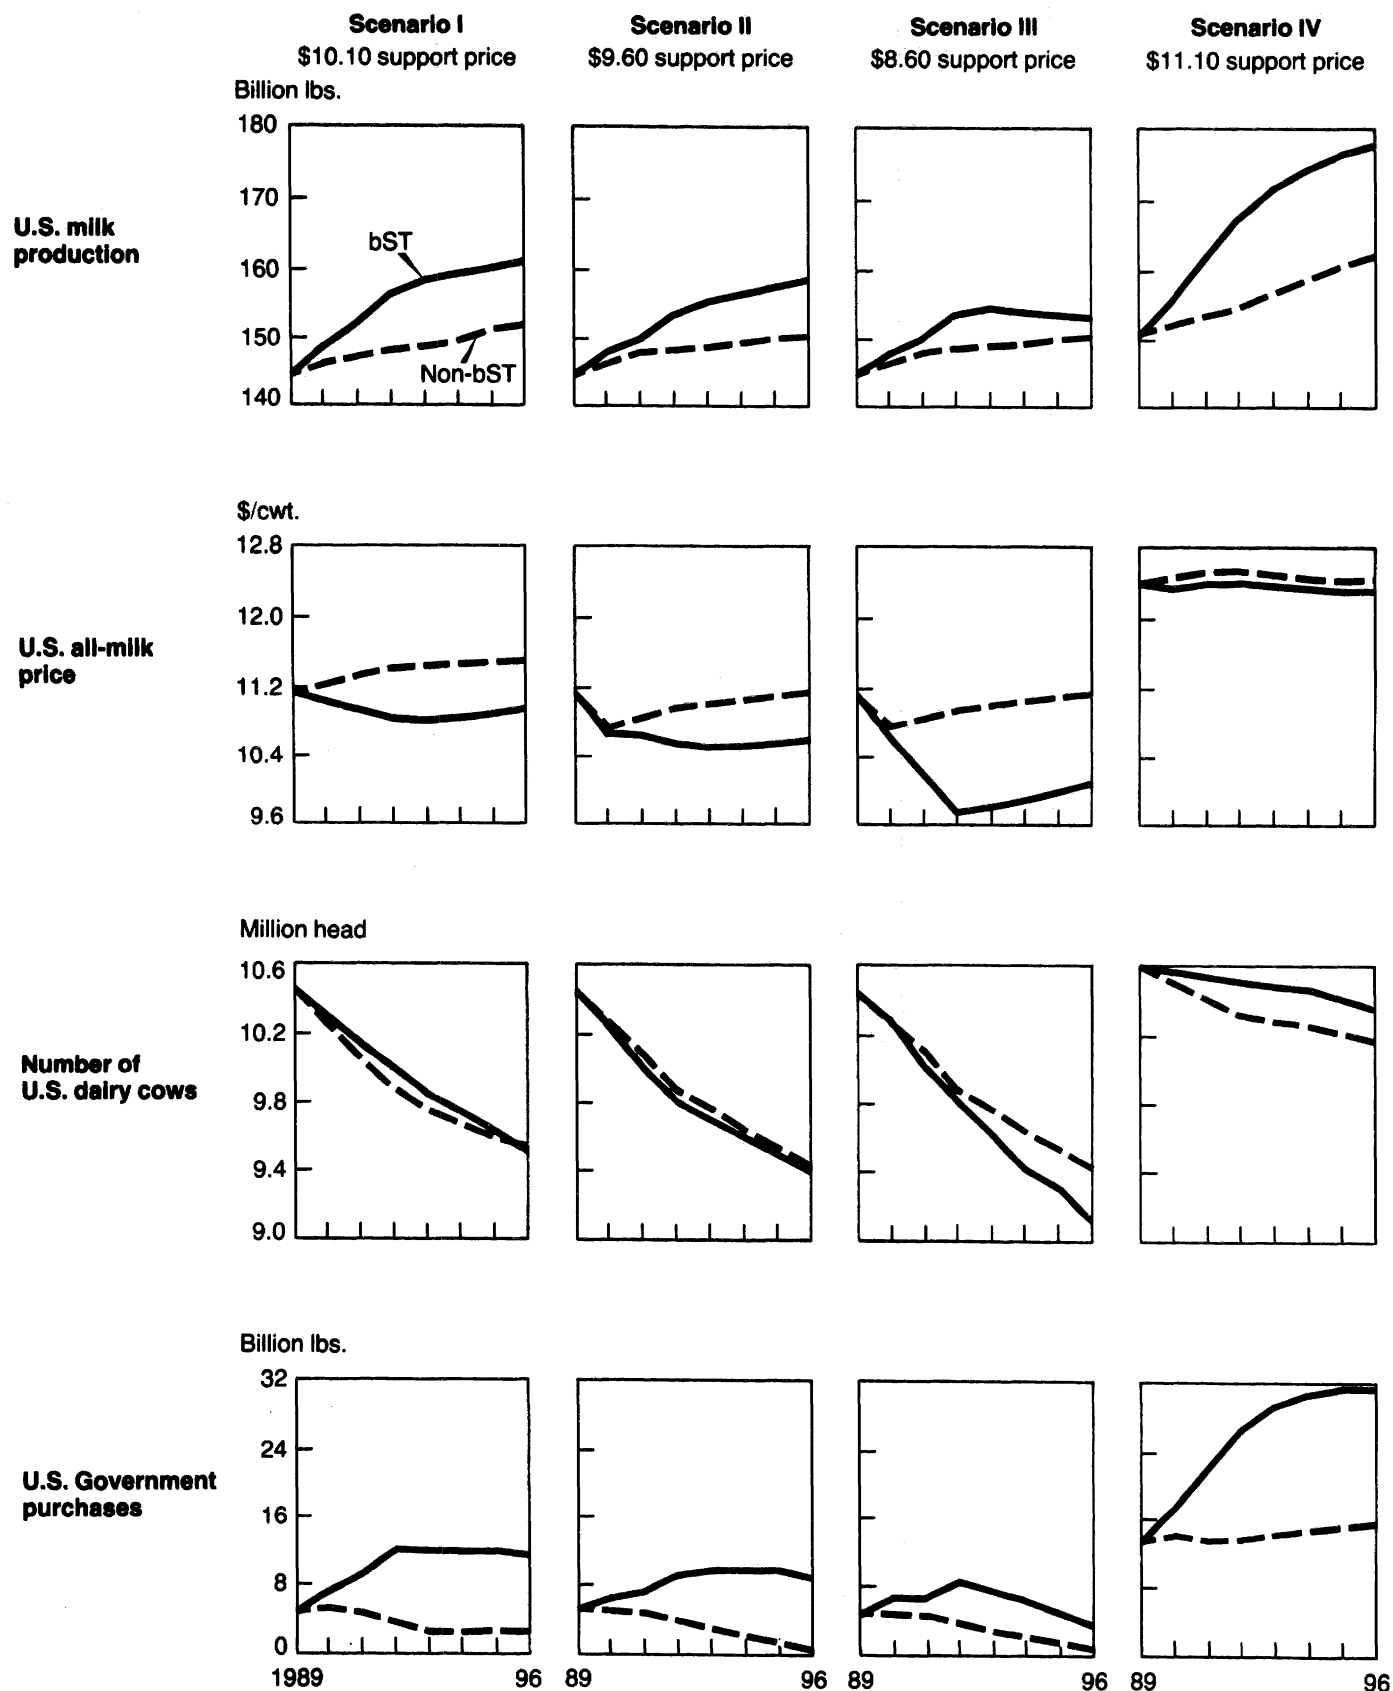 Scenario I
$10.10 support price
Scenario II
$9.60 support price
Scenario III
$8.60 support price
Scenario IV
$11.10 support price
Billion lbs.
180
170
160
150
140
U.S. milk
production
bST
Non-bST
$/cwt.
12.8
12.0
11.2
10.4
9.6
U.S. all-milk
price
Million head
10.6
10.2
9.8
9.4
9.0
Number of
U.S. dairy cows
Billion lbs.
32
24
16
8
0
U.S. Government
purchases
1989
96
89
96
89
96
89
96